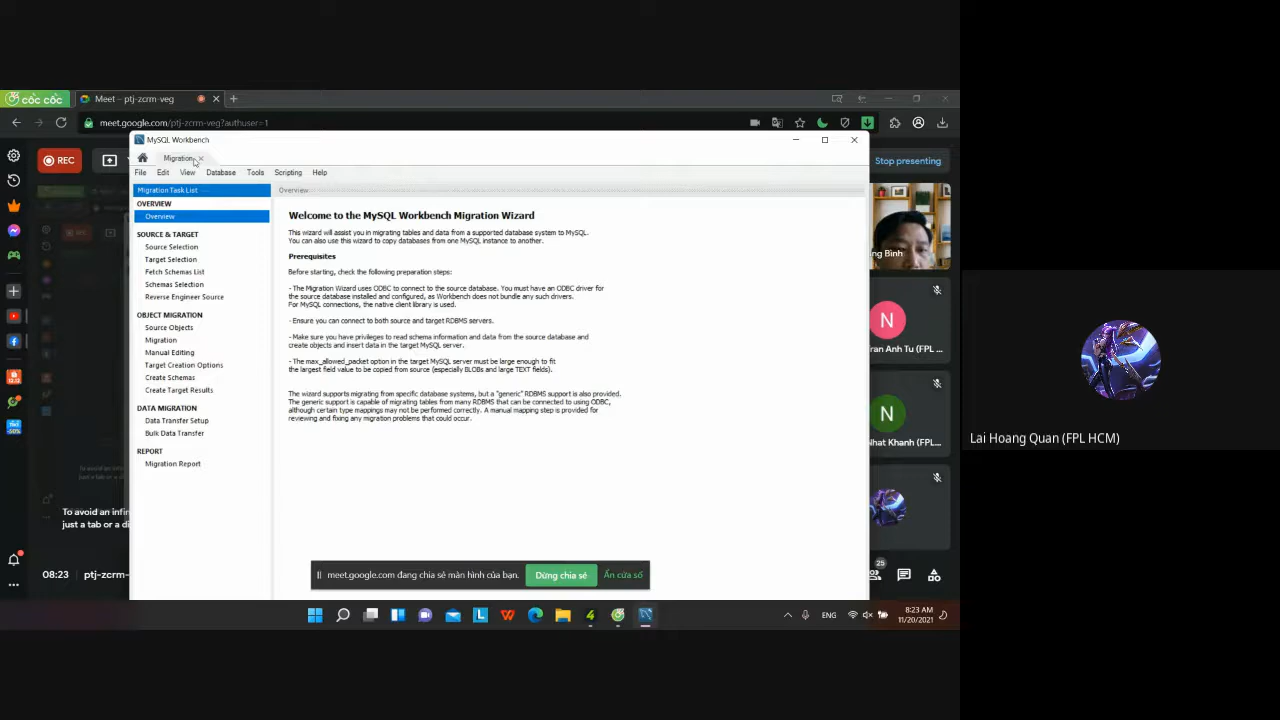 cốc cốc
Meet – ptj-zcrm-veg
meet.google.com/ptj-zcrm-veg?authuser=1
REC
MySQL Workbench
Migration
File Edit View Database Tools Scripting Help
Migration Task List
OVERVIEW
Overview
SOURCE & TARGET
Source Selection
Target Selection
Fetch Schemas List
Schemas Selection
Reverse Engineer Source
OBJECT MIGRATION
Source Objects
Migration
Manual Editing
Target Creation Options
Create Schemas
Create Target Results
DATA MIGRATION
Data Transfer Setup
Bulk Data Transfer
REPORT
Migration Report
Overview
Welcome to the MySQL Workbench Migration Wizard
This wizard will assist you in migrating tables and data from a supported database system to MySQL.
You can also use this wizard to copy databases from one MySQL instance to another.
Prerequisites
Before starting, check the following preparation steps:
- The Migration Wizard uses ODBC to connect to the source database. You must have an ODBC driver for
the source database installed and configured, as Workbench does not bundle any such drivers.
For MySQL connections, the native client library is used.
- Ensure you can connect to both source and target RDBMS servers.
- Make sure you have privileges to read schema information and data from the source database and
create objects and insert data in the target MySQL server.
- The max_allowed_packet option in the target MySQL server must be large enough to fit
the largest field value to be copied from source (especially BLOBs and large TEXT fields).
The wizard supports migrating from specific database systems, but a "generic" RDBMS support is also provided.
The generic support is capable of migrating tables from many RDBMS that can be connected to using ODBC,
although certain type mappings may not be performed correctly. A manual mapping step is provided for
reviewing and fixing any migration problems that could occur.
Stop presenting
ng Bình
N
ran Anh Tu (FPL ...
N
Nhat Khanh (FPL...
25
To avoid an infin
just a tab or a di
08:23 ptj-zcrm-
meet.google.com đang chia sẻ màn hình của bạn.
Dừng chia sẻ
Ẩn cửa sổ
ENG
8:23 AM
11/20/2021
Lai Hoang Quan (FPL HCM)